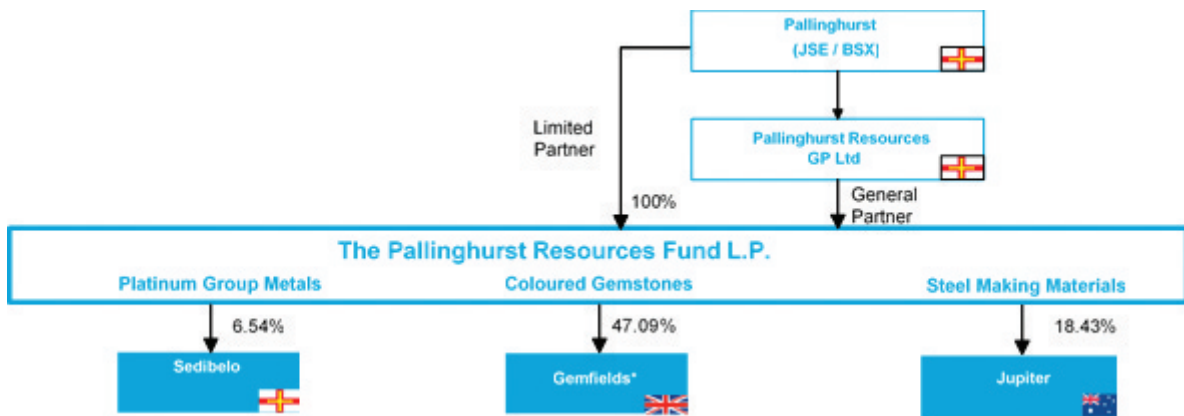 Pallinghurst
(JSE / BSX)
Limited
Partner
Pallinghurst Resources
GP Ltd
100%
General
Partner
The Pallinghurst Resources Fund L.P.
Platinum Group Metals
Coloured Gemstones
Steel Making Materials
6.54%
47.09%
18.43%
Sedibelo
Gemfields*
Jupiter